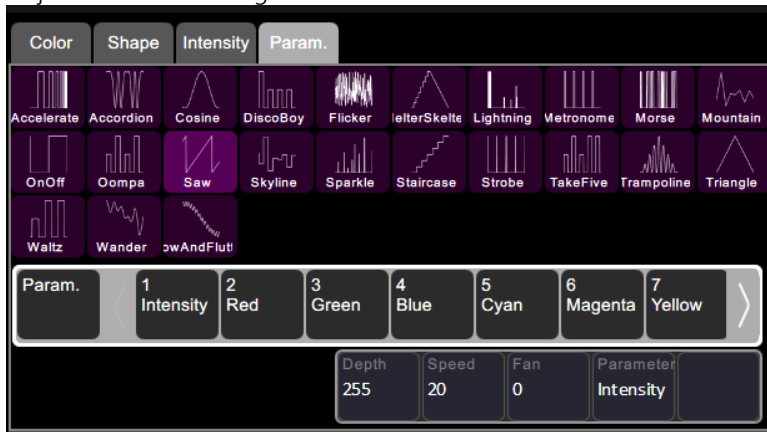 Color Shape Intensity Param.
Accelerate Accordion Cosine DiscoBoy Flicker elterSkelte Lightning Metronome Morse Mountain
OnOff Oompa Saw Skyline Sparkle Staircase Strobe TakeFive Trampoline Triangle
Waltz Wander owAndFlutt
Param. 1 2 3 4 5 6 7
Intensity Red Green Blue Cyan Magenta Yellow
Depth Speed Fan Parameter
255 20 0 Intensity